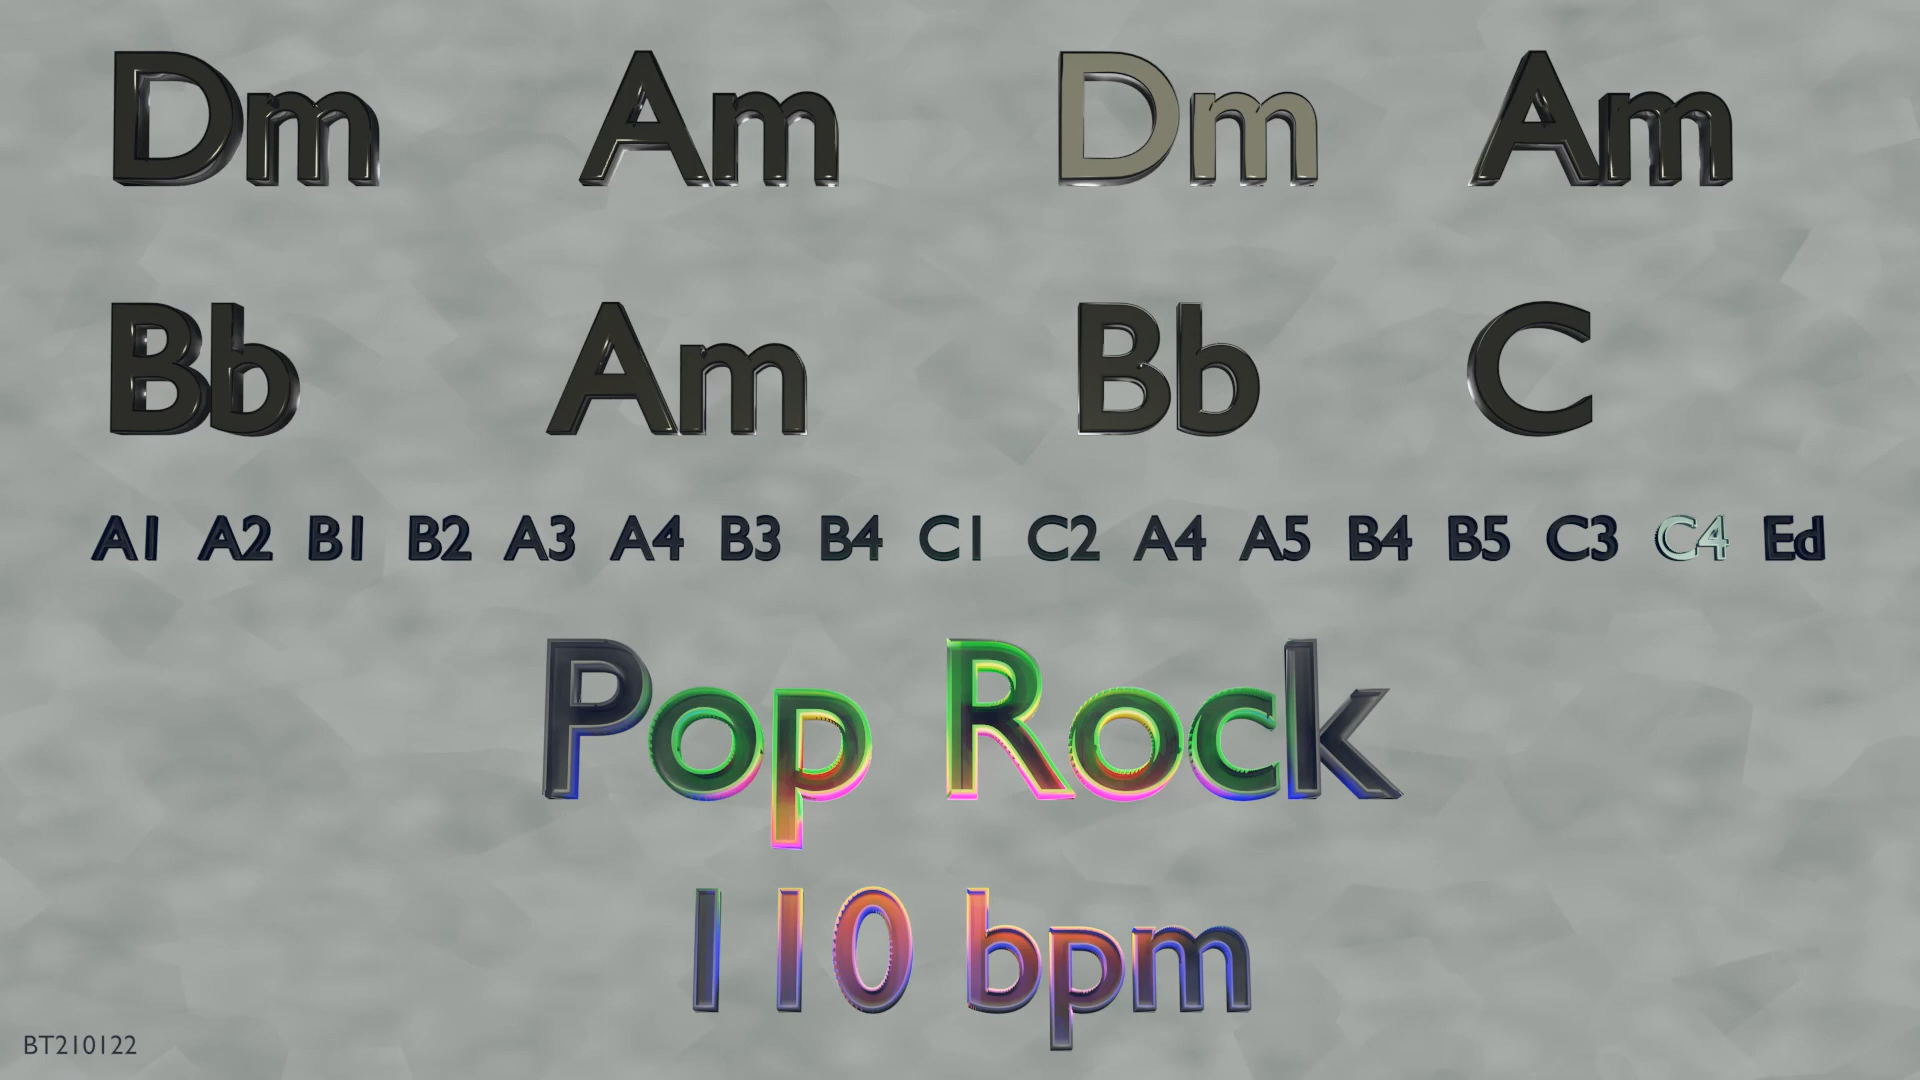 Dm Am Dm Am
Bb Am Bb C
A1 A2 B1 B2 A3 A4 B3 B4 C1 C2 A4 A5 B4 B5 C3 C4 Ed
Pop Rock
110 bpm
BT210122